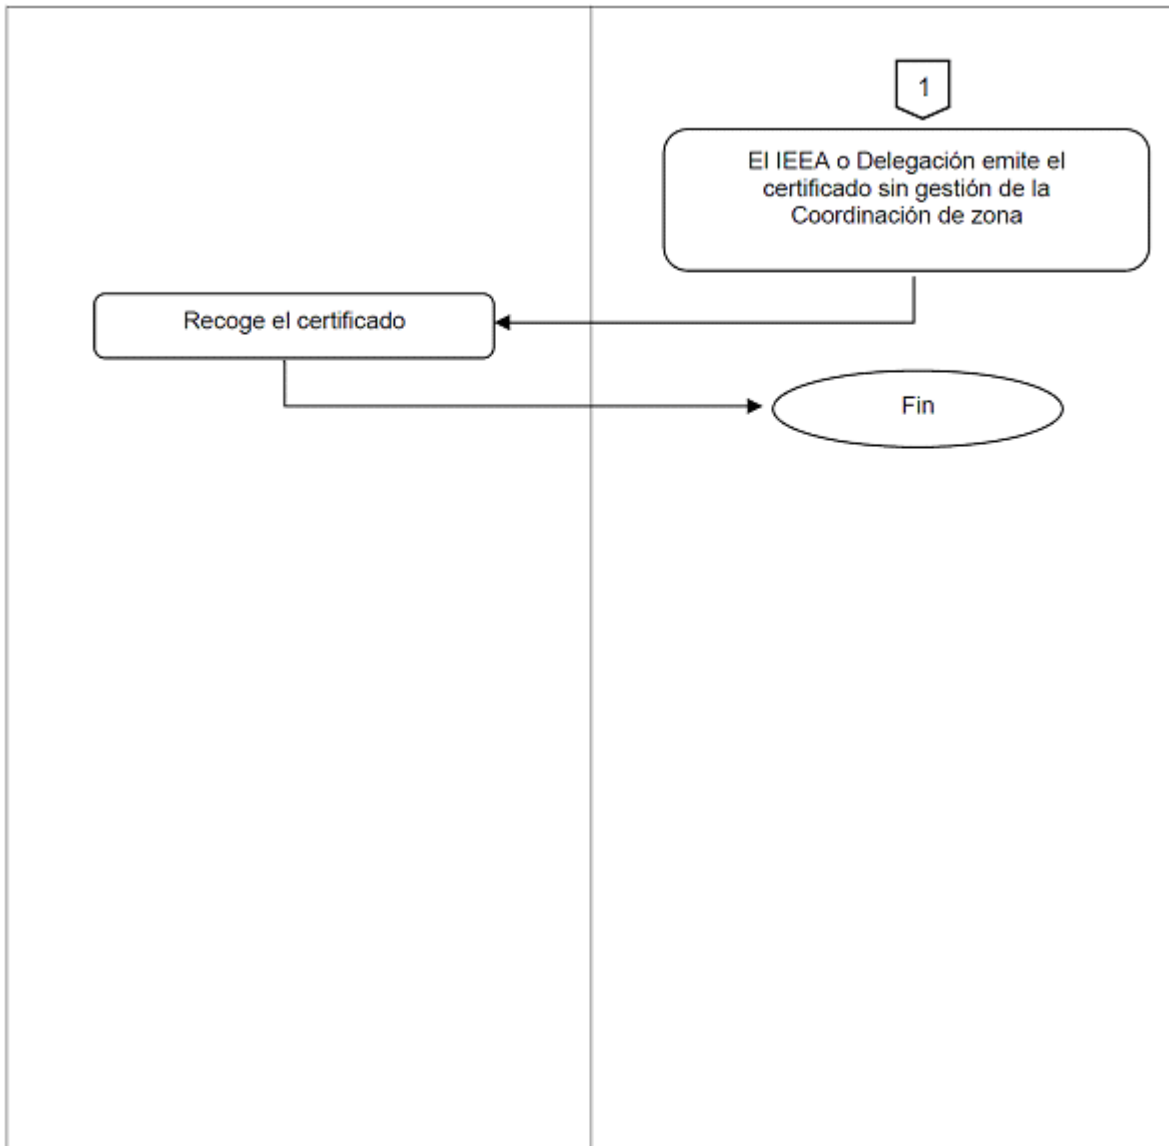 1
El IEEA o Delegación emite el
certificado sin gestión de la
Coordinación de zona
Recoge el certificado
Fin